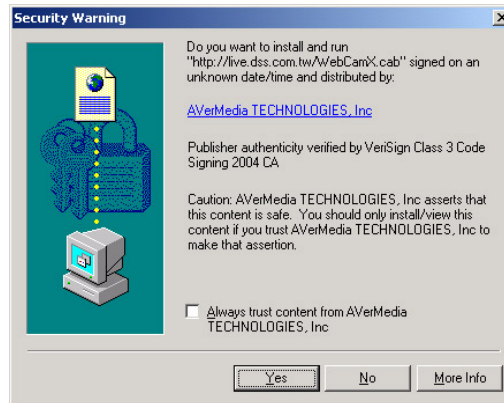 Security Warning
Do you want to install and run
"http://live.dss.com.tw/WebCamX.cab" signed on an
unknown date/time and distributed by:
AVerMedia TECHNOLOGIES, Inc
Publisher authenticity verified by VeriSign Class 3 Code
Signing 2004 CA
Caution: AVerMedia TECHNOLOGIES, Inc asserts that
this content is safe. You should only install/view this
content if you trust AVerMedia TECHNOLOGIES, Inc to
make that assertion.
Always trust content from AVerMedia
TECHNOLOGIES, Inc
Yes No More Info